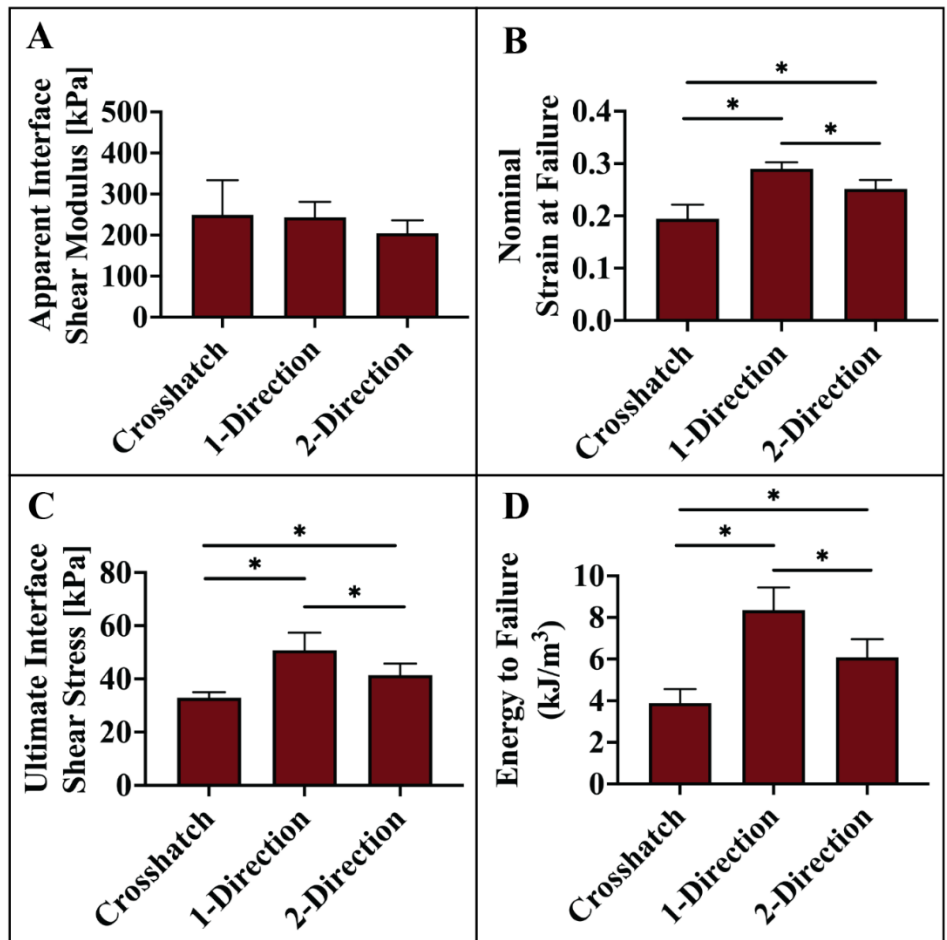 A
Apparent Interface
Shear Modulus [kPa]
500
400
300
200
100
0
Crosshatch
1-Direction
2-Direction
B
Nominal
Strain at Failure
0.4
0.3
0.2
0.1
0.0
*
*
*
Crosshatch
1-Direction
2-Direction
C
Ultimate Interface
Shear Stress [kPa]
80
60
40
20
0
*
*
*
Crosshatch
1-Direction
2-Direction
D
Energy to Failure
(kJ/m³)
10
8
6
4
2
0
*
*
*
Crosshatch
1-Direction
2-Direction